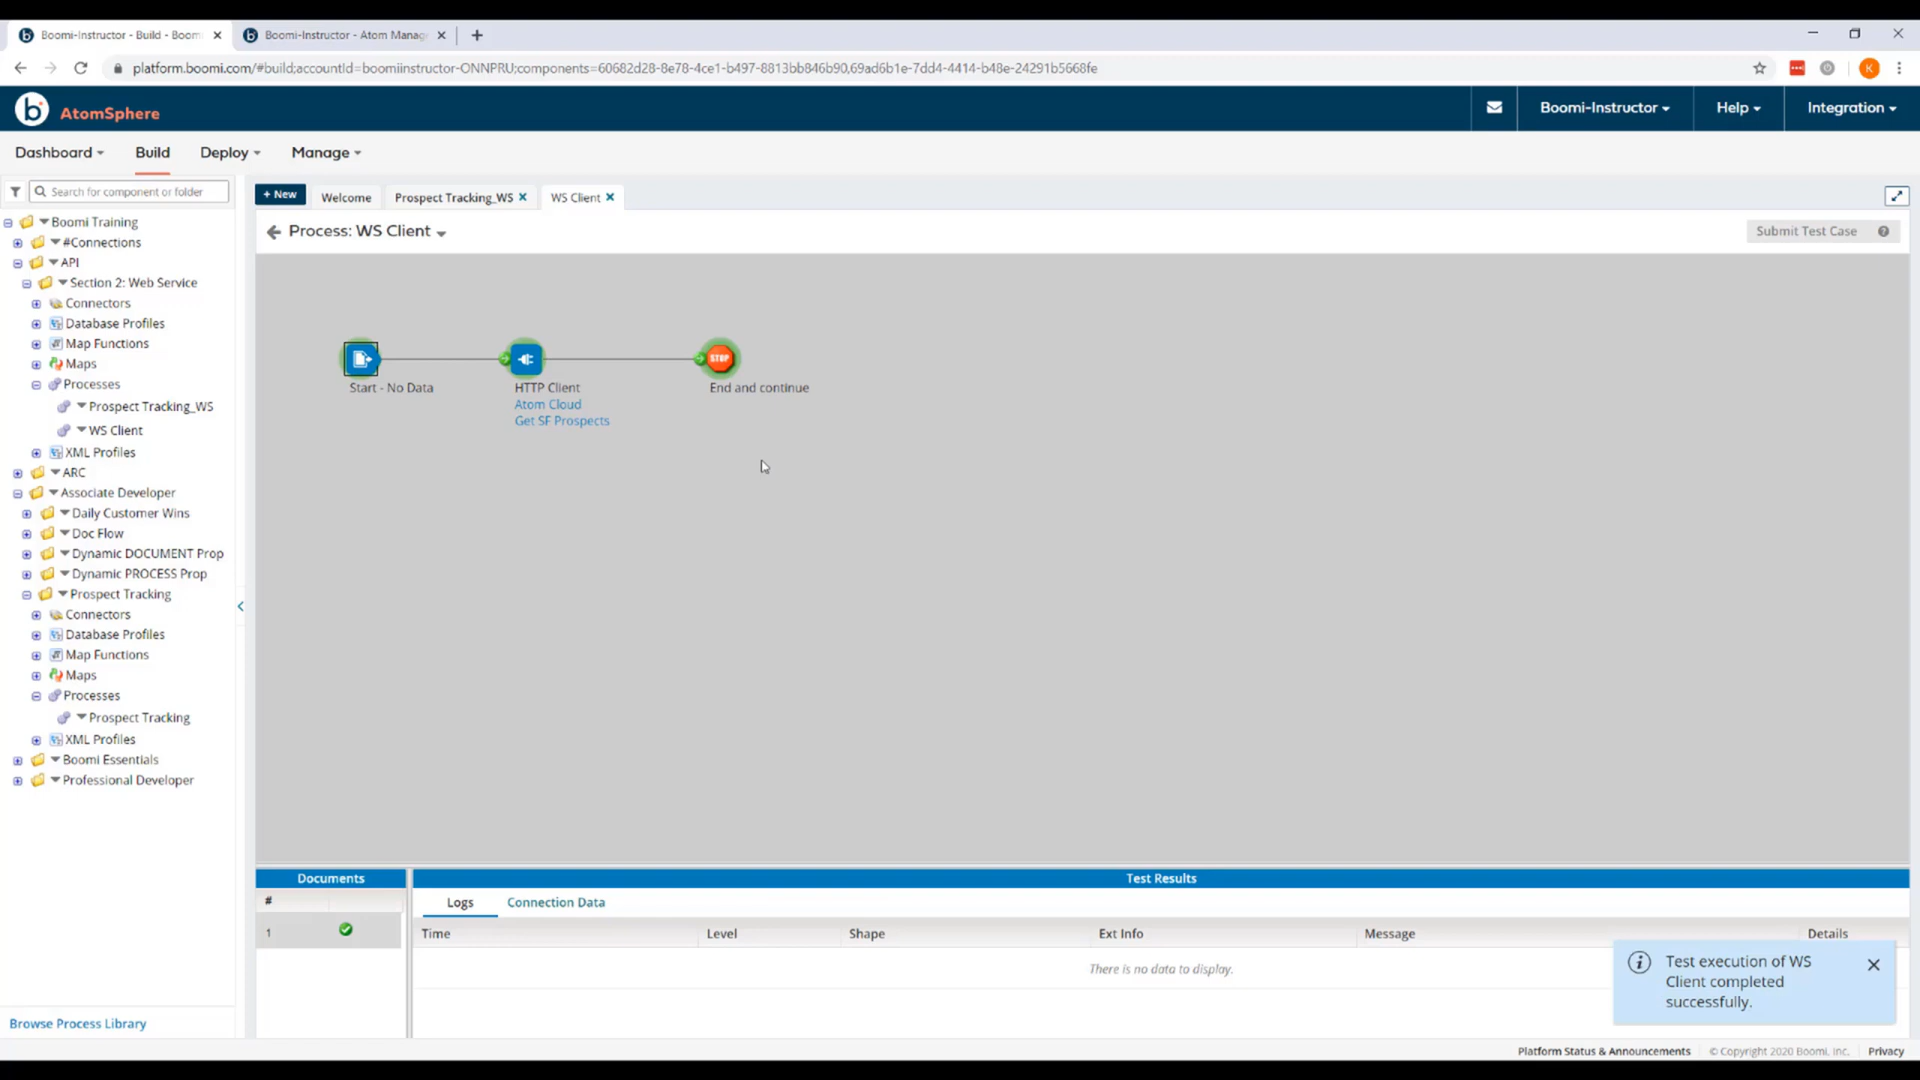 Boomi-Instructor - Build - Boom
Boomi-Instructor - Atom Manag
platform.boomi.com/#build;accountId=boomiinstructor-ONNPRU;components=60682d28-8e78-4ce1-b497-8813bb846b90,69ad6b1e-7dd4-4414-b48e-24291b5668fe
K
b AtomSphere
Boomi-Instructor
Help
Integration
Dashboard
Build
Deploy
Manage
Search for component or folder
+ New
Welcome
Prospect Tracking_WS
WS Client
Process: WS Client
Submit Test Case
Boomi Training
#Connections
API
Section 2: Web Service
Connectors
Database Profiles
Map Functions
Maps
Processes
Prospect Tracking_WS
WS Client
XML Profiles
ARC
Associate Developer
Daily Customer Wins
Doc Flow
Dynamic DOCUMENT Prop
Dynamic PROCESS Prop
Prospect Tracking
Connectors
Database Profiles
Map Functions
Maps
Processes
Prospect Tracking
XML Profiles
Boomi Essentials
Professional Developer
Browse Process Library
Start - No Data
HTTP Client
Atom Cloud
Get SF Prospects
STOP
End and continue
Documents
#
1
Test Results
Logs
Connection Data
Time
Level
Shape
Ext Info
Message
Details
There is no data to display.
Test execution of WS
Client completed
successfully.
Platform Status & Announcements
© Copyright 2020 Boomi, Inc.
Privacy